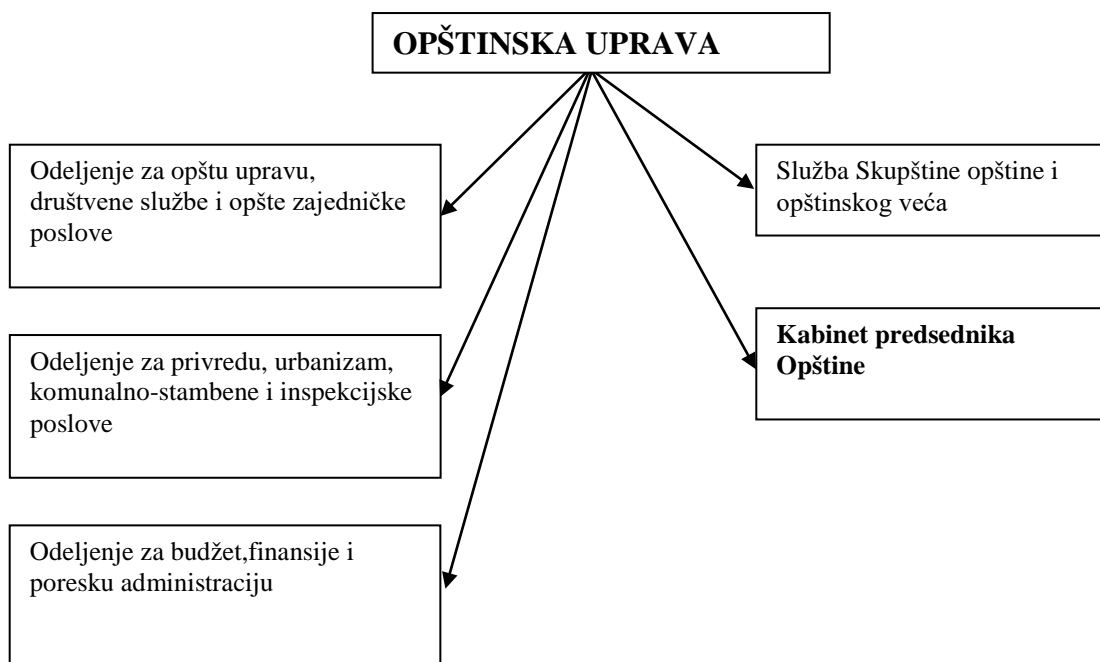 OPŠTINSKA UPRAVA
Odeljenje za opštu upravu,
društvene službe i opšte zajedničke
poslove
Služba Skupštine opštine i
opštinskog veća
Odeljenje za privredu, urbanizam,
komunalno-stambene i inspekcijske
poslove
Kabinet predsednika
Opštine
Odeljenje za budžet,finansije i
poresku administraciju